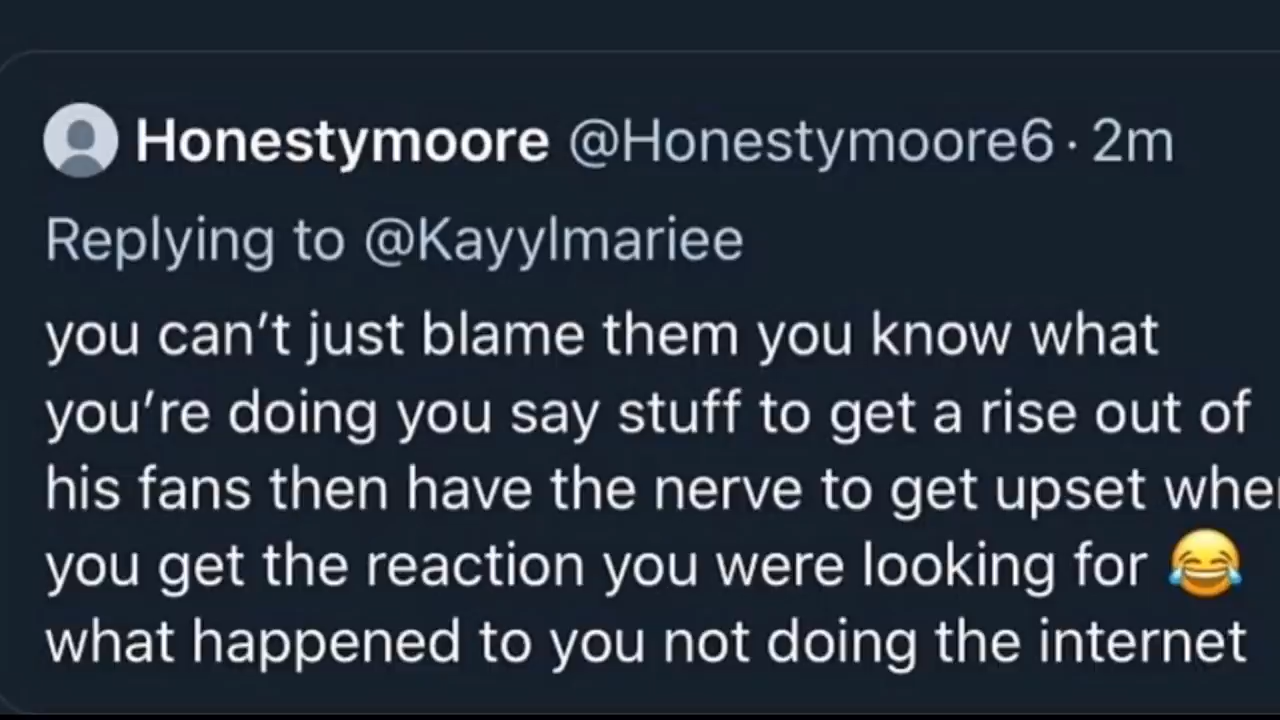 Honestymoore @Honestymoore6 · 2m
Replying to @Kayylmariee
you can’t just blame them you know what
you’re doing you say stuff to get a rise out of
his fans then have the nerve to get upset
you get the reaction you were looking for 😂
what happened to you not doing the internet